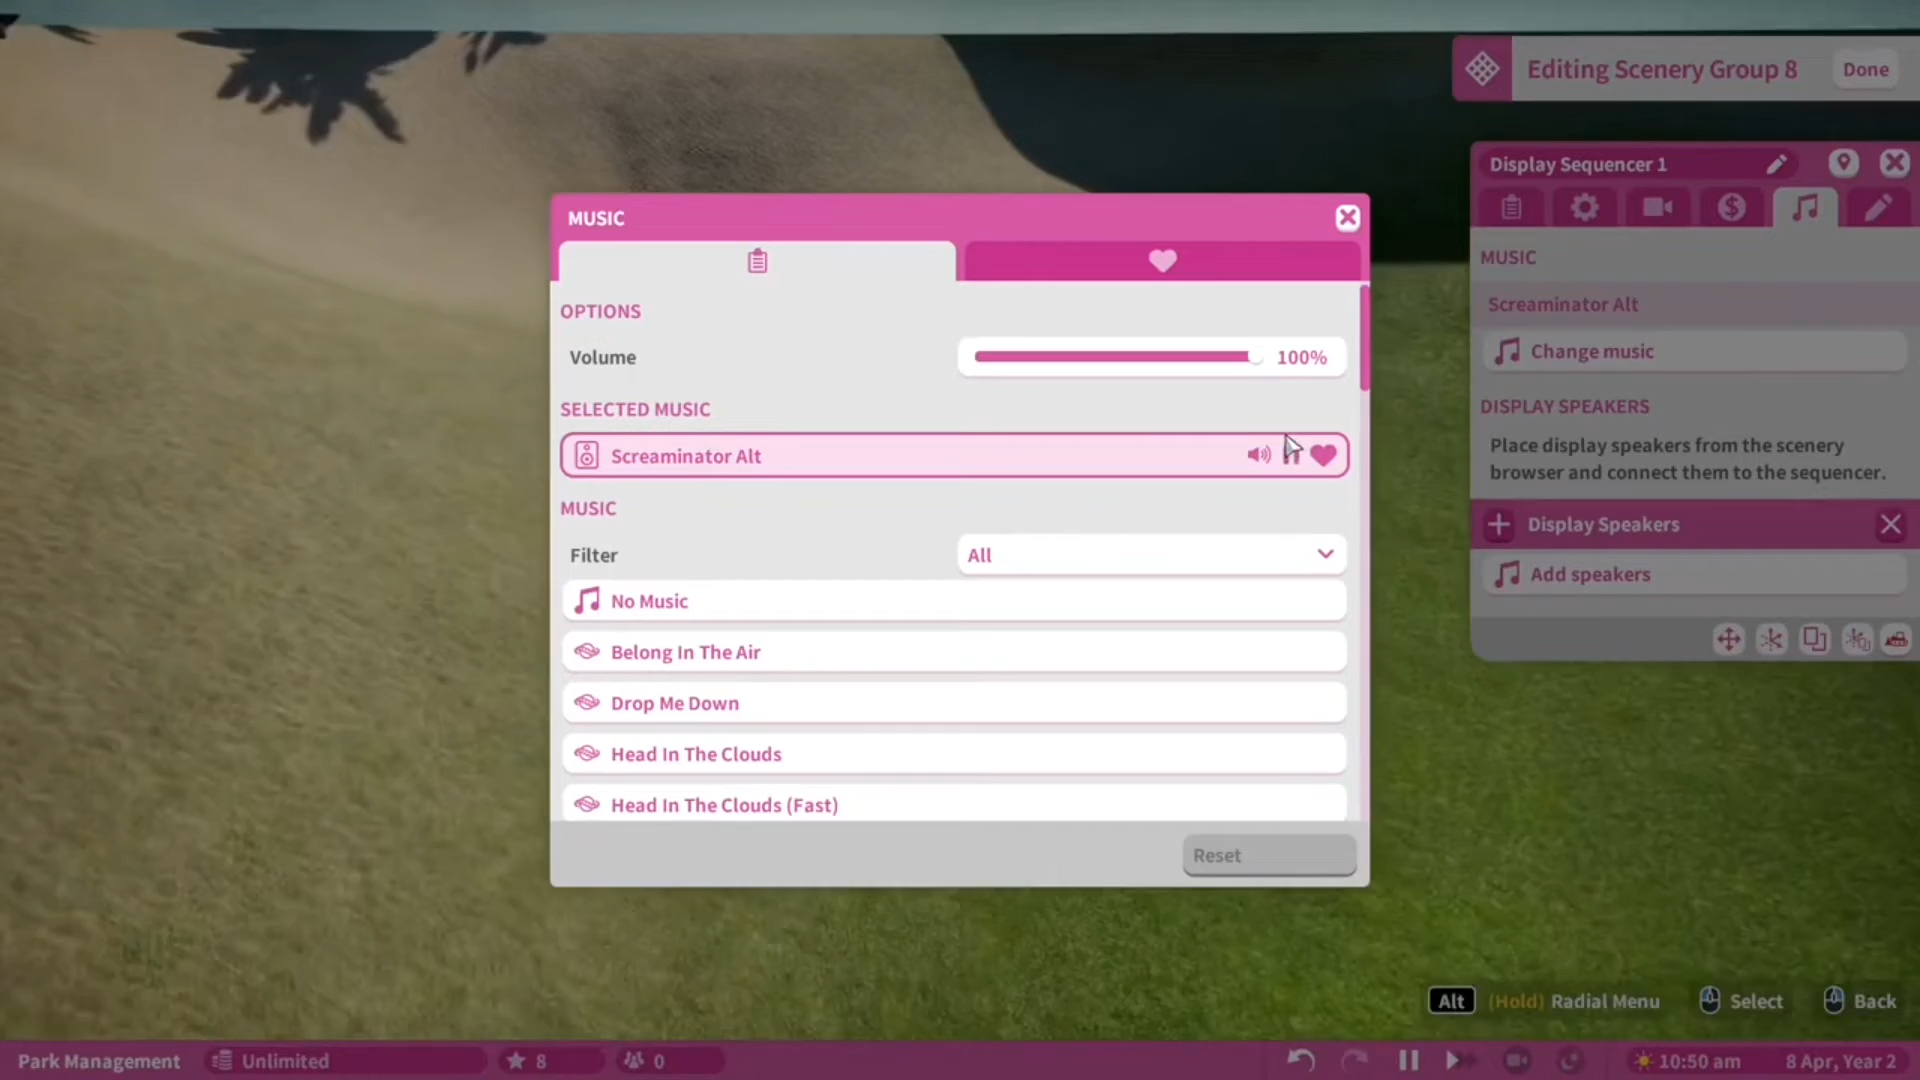 Editing Scenery Group 8
Done
Display Sequencer 1
MUSIC
Screaminator Alt
Change music
DISPLAY SPEAKERS
Place display speakers from the scenery
browser and connect them to the sequencer.
Display Speakers
Add speakers
MUSIC
OPTIONS
Volume 100%
SELECTED MUSIC
Screaminator Alt
MUSIC
Filter All
No Music
Belong In The Air
Drop Me Down
Head In The Clouds
Head In The Clouds (Fast)
Reset
Alt (Hold) Radial Menu Select Back
Park Management Unlimited 8 0 10:50 am 8 Apr, Year 2